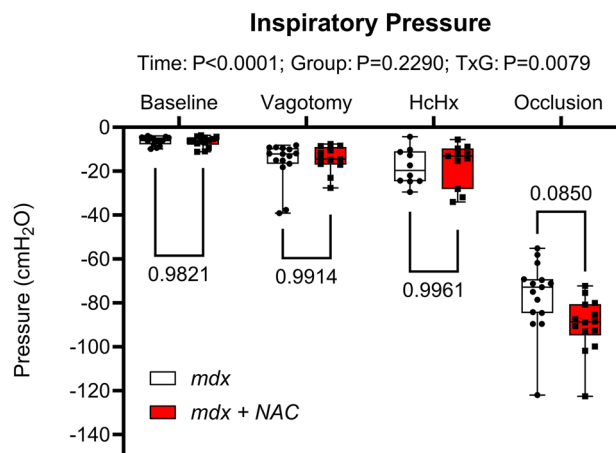 Inspiratory Pressure
Time: P<0.0001; Group: P=0.2290; TxG: P=0.0079
Baseline Vagotomy HcHx Occlusion
0
-20
-40
-60
-80
-100
-120
-140
Pressure (cmH₂O)
0.9821
0.9914
0.9961
0.0850
mdx
mdx + NAC